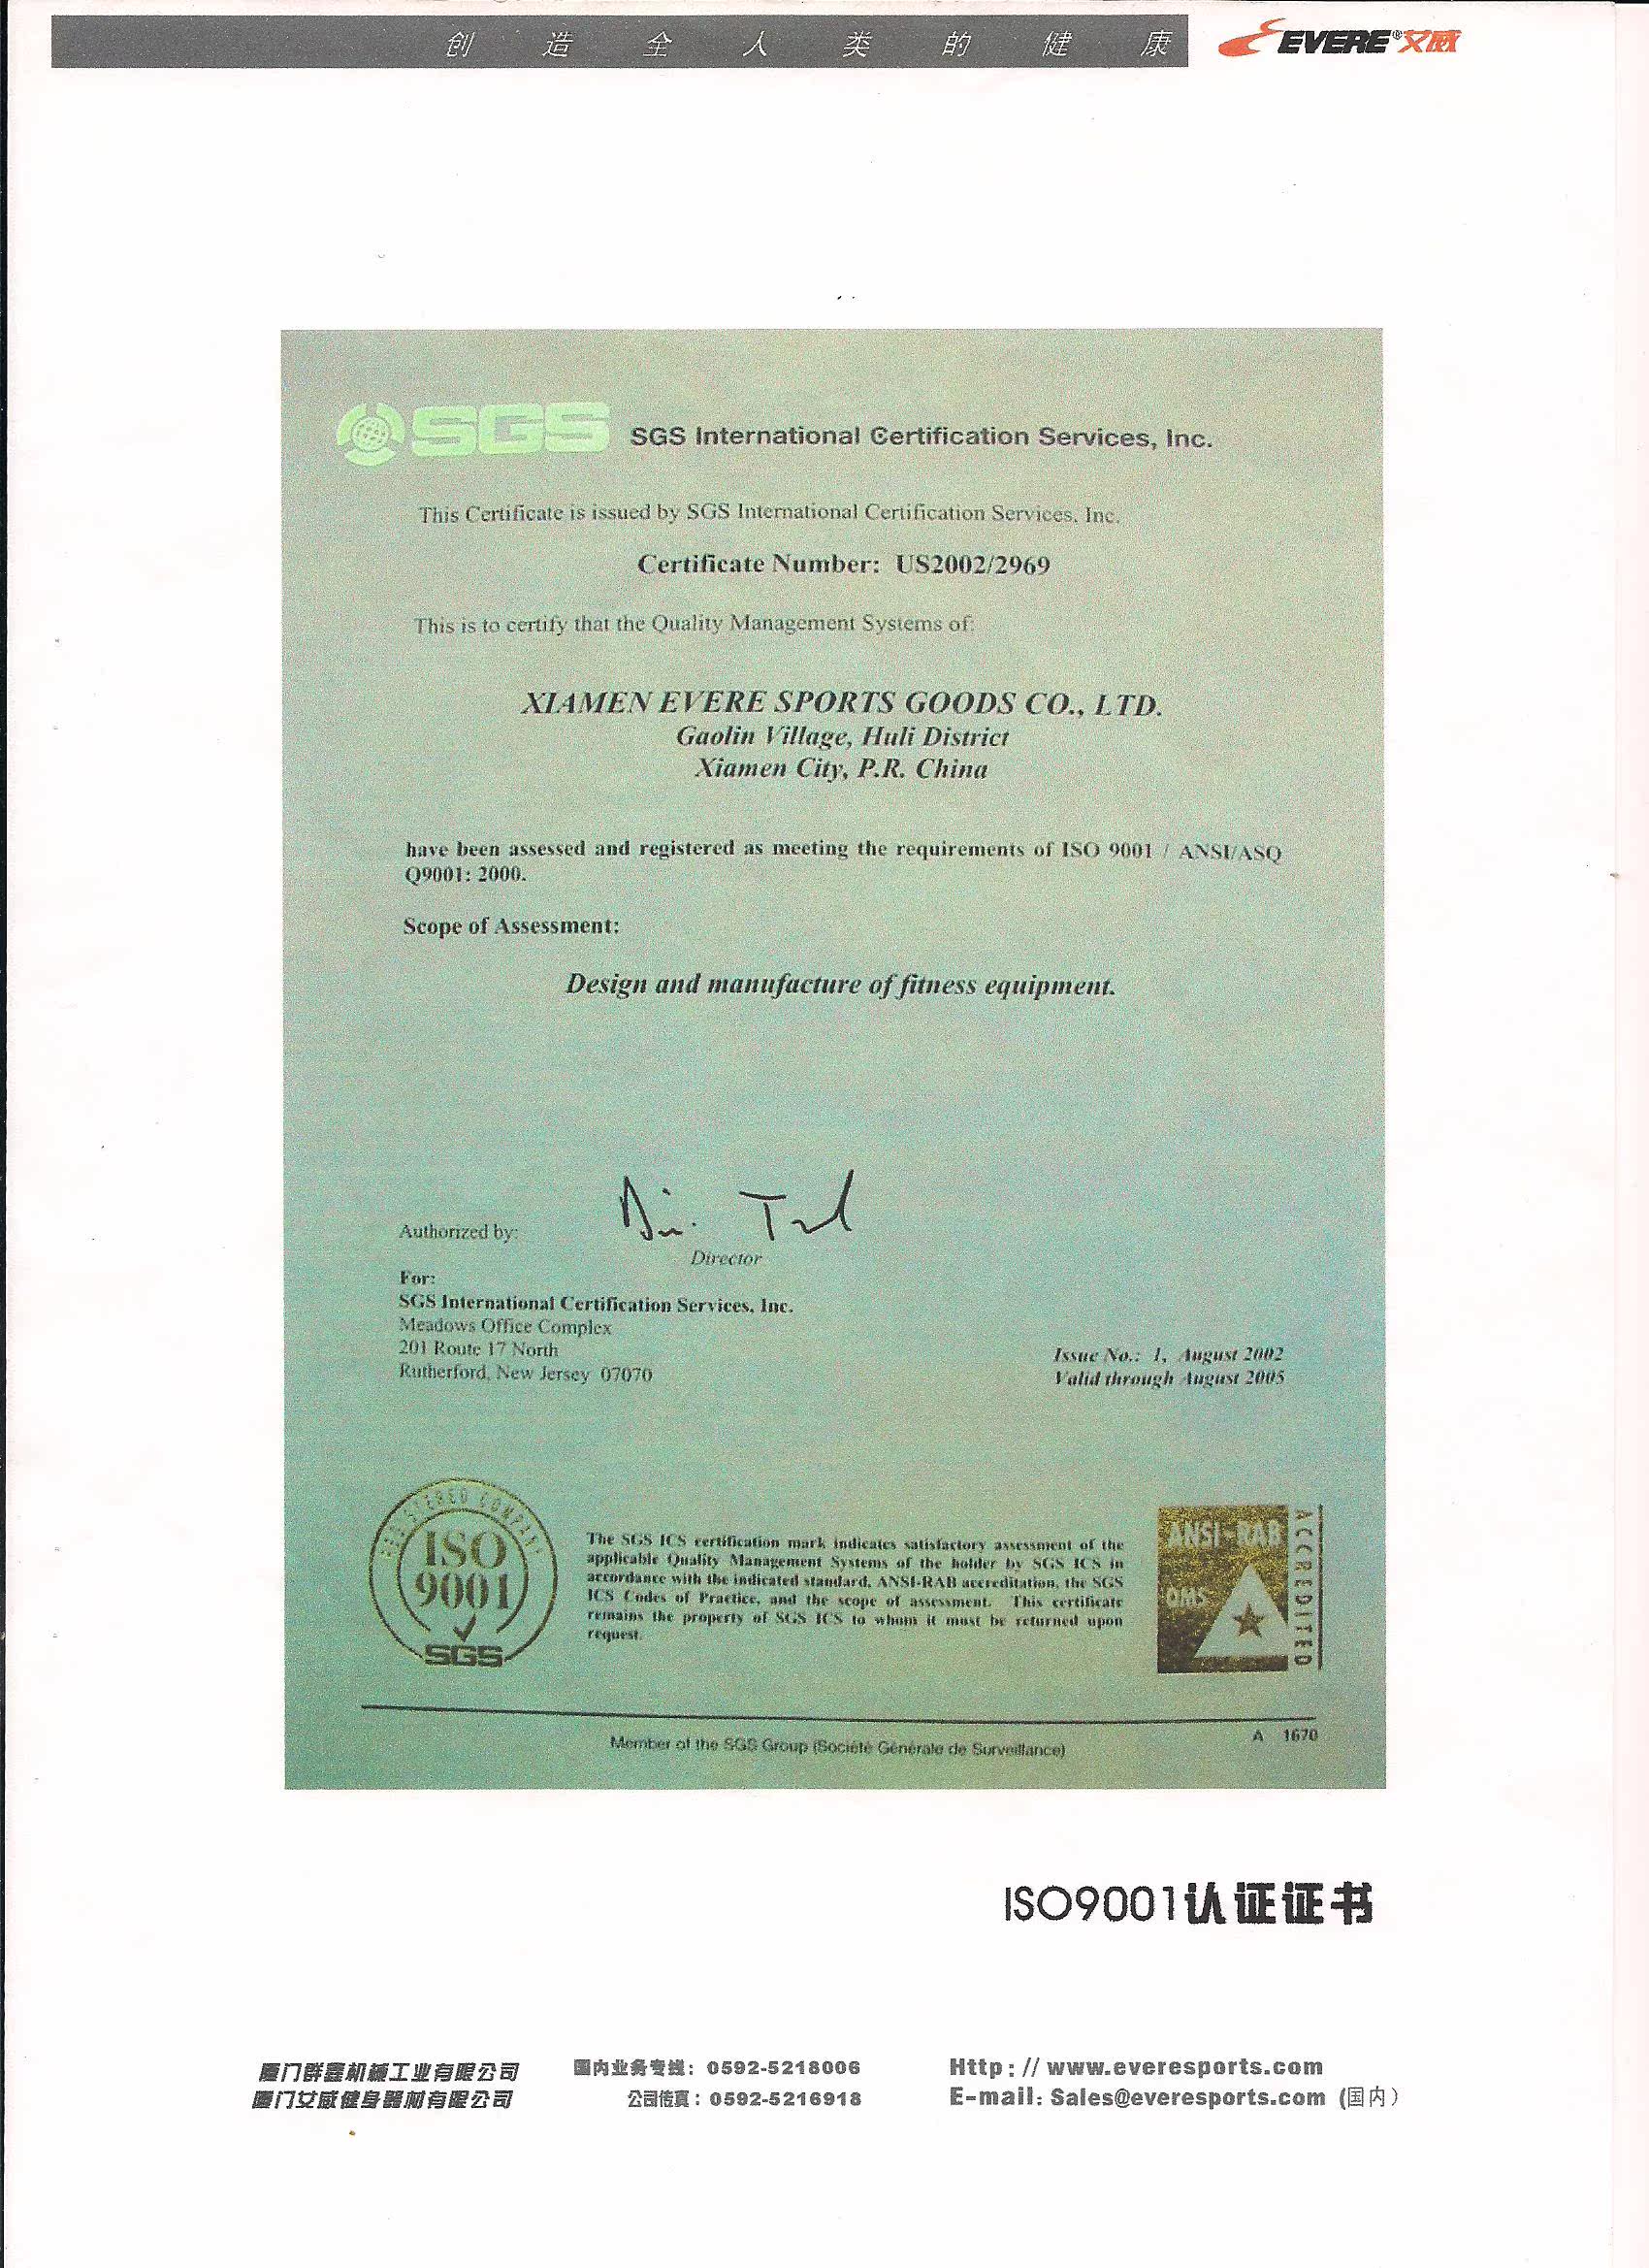 创造全人类的健康
EVERE®艾威
SGS
SGS International Certification Services, Inc.
This Certificate is issued by SGS International Certification Services, Inc.
Certificate Number: US2002/2969
This is to certify that the Quality Management Systems of:
XIAMEN EVERE SPORTS GOODS CO., LTD.
Gaolin Village, Huli District
Xiamen City, P.R. China
have been assessed and registered as meeting the requirements of ISO 9001 / ANSI/ASQ
Q9001: 2000.
Scope of Assessment:
Design and manufacture of fitness equipment.
Authorized by:
Director
For:
SGS International Certification Services, Inc.
Meadows Office Complex
201 Route 17 North
Rutherford, New Jersey 07070
Issue No.: 1, August 2002
Valid through August 2005
REGISTERED COMPANY
ISO
9001
SGS
The SGS ICS certification mark indicates satisfactory assessment of the
applicable Quality Management Systems of the holder by SGS ICS in
accordance with the indicated standard, ANSI-RAB accreditation, the SGS
ICS Codes of Practice, and the scope of assessment. This certificate
remains the property of SGS ICS to whom it must be returned upon
request.
ANSI-RAB
QMS
ACCREDITED
Member of the SGS Group (Société Générale de Surveillance)
A 1670
ISO9001认证证书
厦门群鑫机械工业有限公司
厦门艾威健身器材有限公司
国内业务专线: 0592-5218006
公司传真: 0592-5216918
Http: // www.everesports.com
E-mail: Sales@everesports.com (国内)